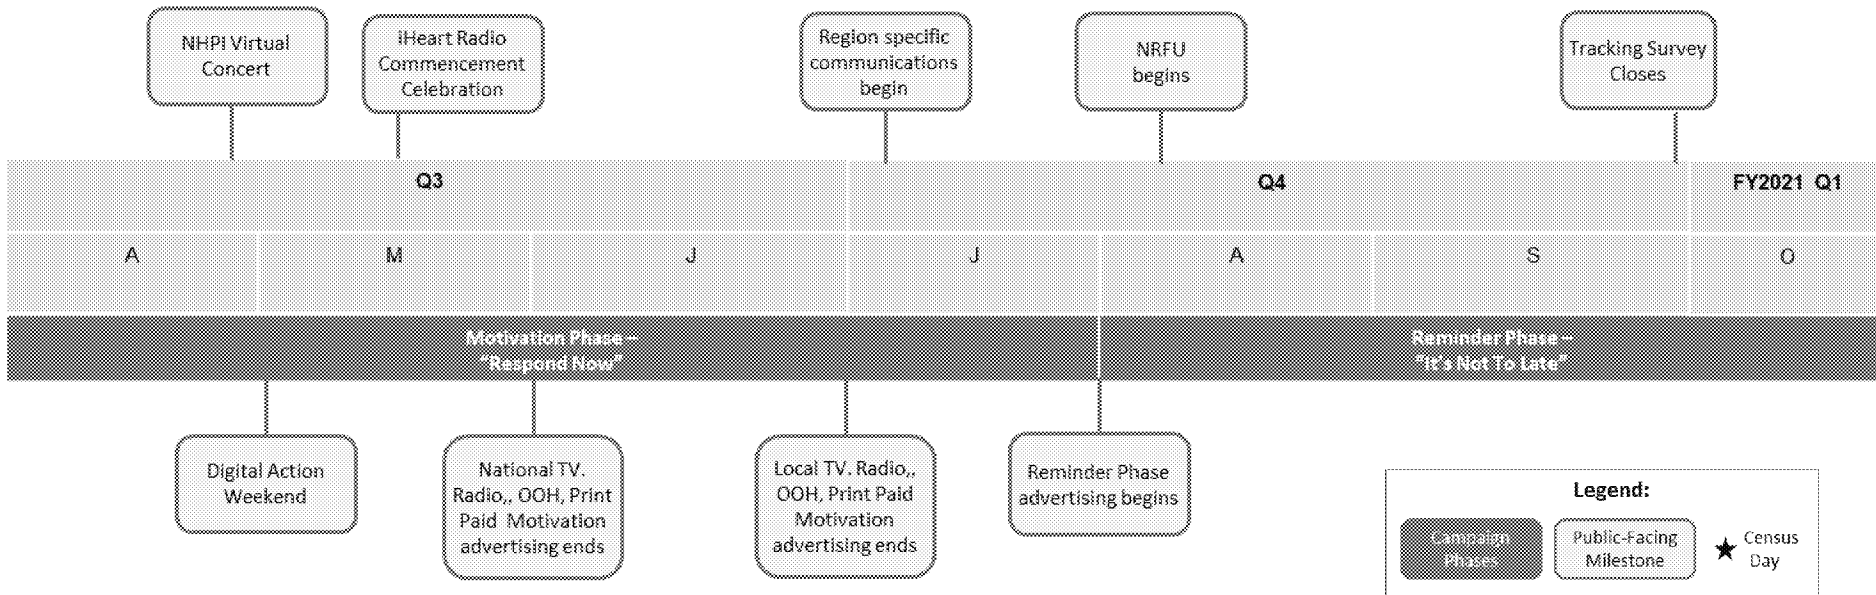 NHPI Virtual
Concert
iHeart Radio
Commencement
Celebration
Region specific
communications
begin
NRFU
begins
Tracking Survey
Closes
Q3
Q4
FY2021 Q1
A
M
J
J
A
S
O
Motivation Phase –
"Respond Now"
Reminder Phase –
"It's Not To Late"
Digital Action
Weekend
National TV.
Radio,. OOH, Print
Paid Motivation
advertising ends
Local TV. Radio,.
OOH, Print Paid
Motivation
advertising ends
Reminder Phase
advertising begins
Legend:
Campaign
Phases
Public-Facing
Milestone
Census
Day